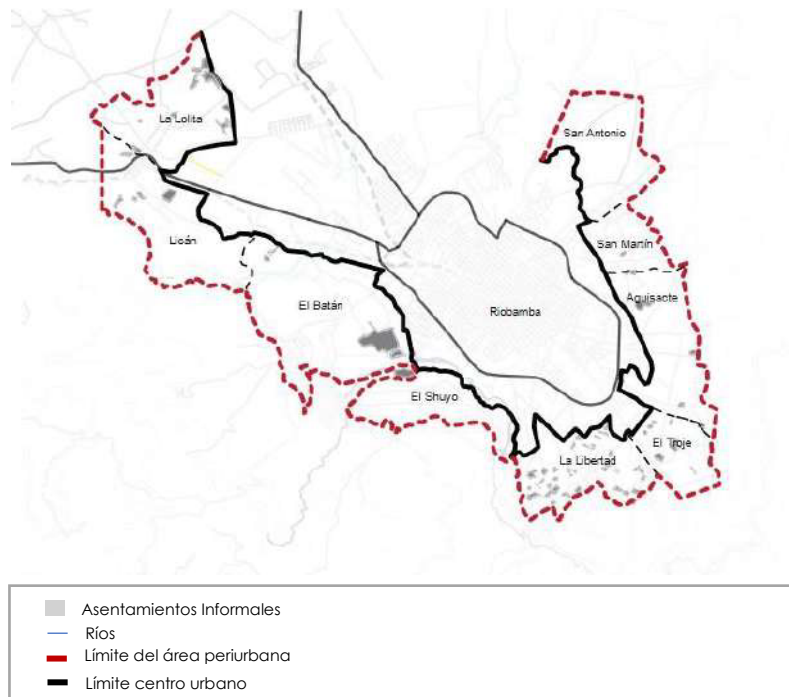 La Lolita
San Antonio
Licán
San Martín
Aguisacte
El Batán
Riobamba
El Shuyo
La Libertad
El Troje
Asentamientos Informales
Ríos
Límite del área periurbana
Límite centro urbano